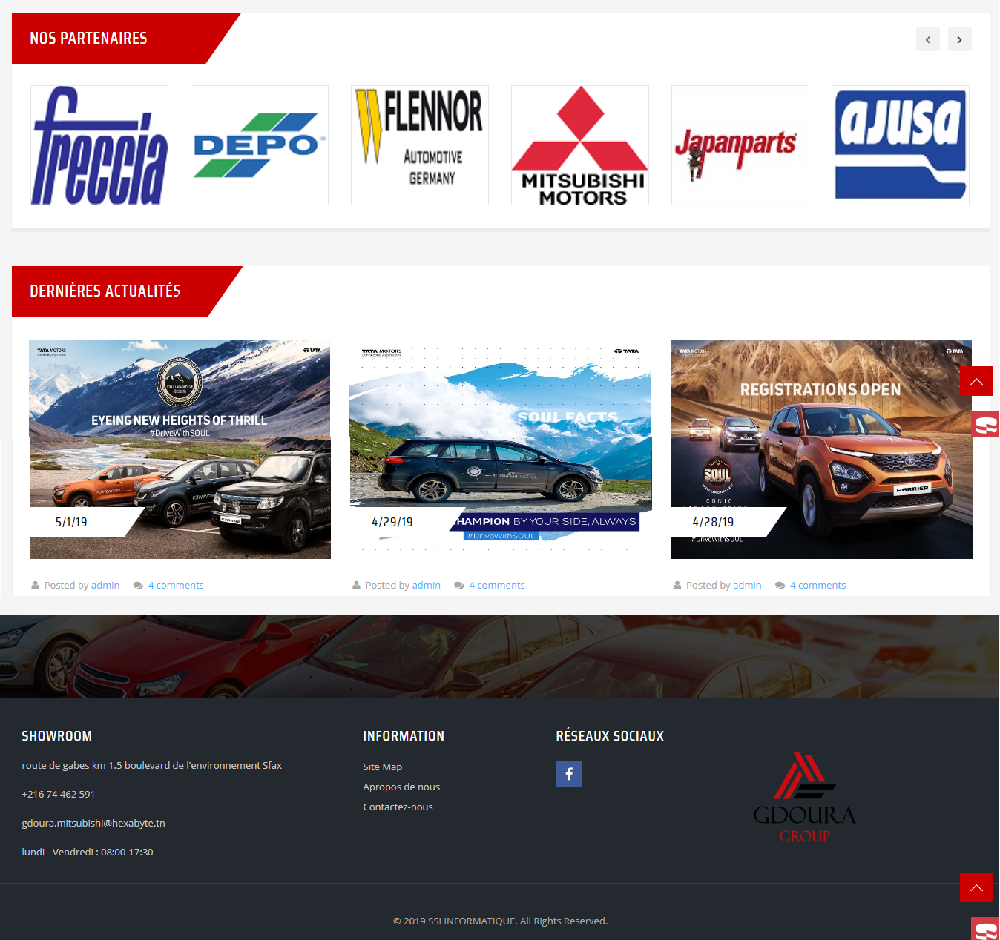 NOS PARTENAIRES
freccia
DEPO
FLENNOR
AUTOMOTIVE
GERMANY
MITSUBISHI
MOTORS
Japanparts
AJUSA
DERNIÈRES ACTUALITÉS
TATA MOTORS
Connecting Aspirations
TATA
EYEING NEW HEIGHTS OF THRILL
#DriveWithSOUL
STORME
5/1/19
TATA MOTORS
Connecting Aspirations
TATA
SOUL FACTS
4/29/19
CHAMPION BY YOUR SIDE, ALWAYS
#DriveWithSOUL
TATA MOTORS
TATA
REGISTRATIONS OPEN
SOUL
HARRIER
ICONIC
4/28/19
#DriveWithSOUL
Posted by admin 4 comments
Posted by admin 4 comments
Posted by admin 4 comments
SHOWROOM
route de gabes km 1.5 boulevard de l'environnement Sfax
+216 74 462 591
gdoura.mitsubishi@hexabyte.tn
lundi - Vendredi : 08:00-17:30
INFORMATION
Site Map
Apropos de nous
Contactez-nous
RÉSEAUX SOCIAUX
f
GDOURA
GROUP
© 2019 SSI INFORMATIQUE. All Rights Reserved.